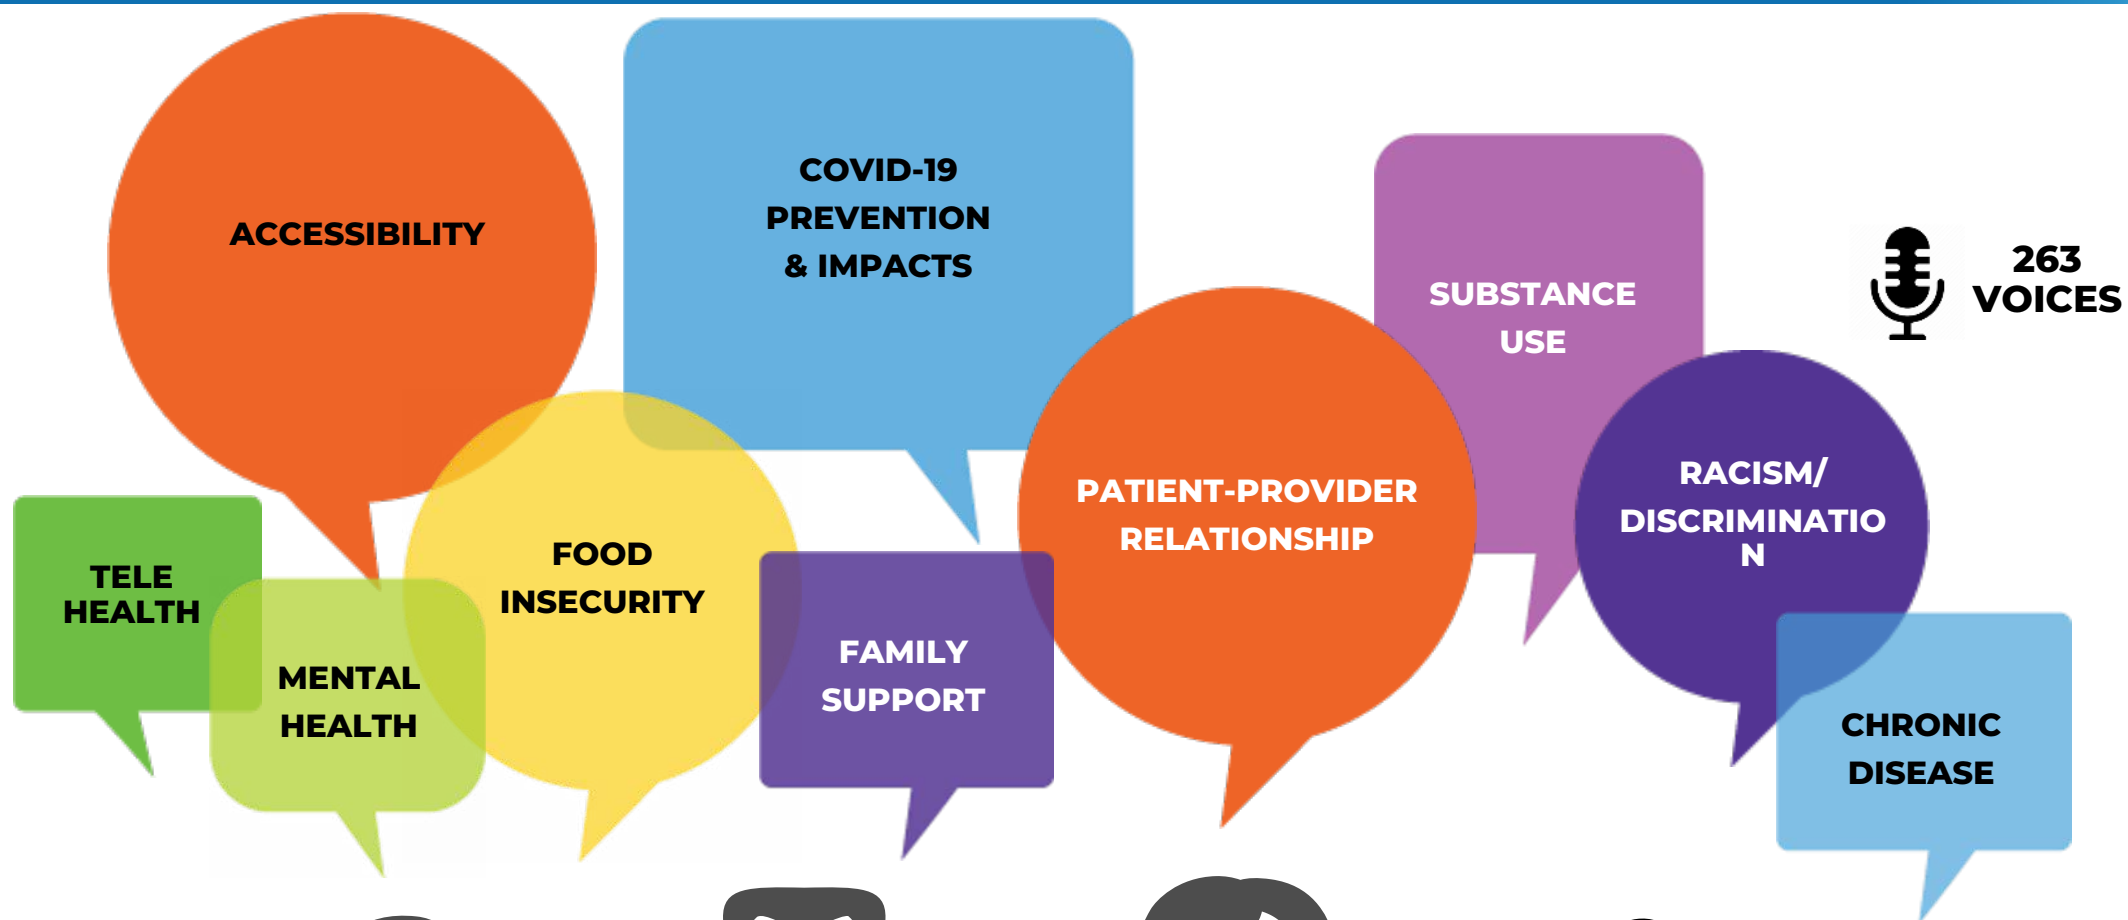 ACCESSIBILITY
COVID-19
PREVENTION
& IMPACTS
SUBSTANCE
USE
263
VOICES
TELE
HEALTH
MENTAL
HEALTH
FOOD
INSECURITY
FAMILY
SUPPORT
PATIENT-PROVIDER
RELATIONSHIP
RACISM/
DISCRIMINATIO
N
CHRONIC
DISEASE